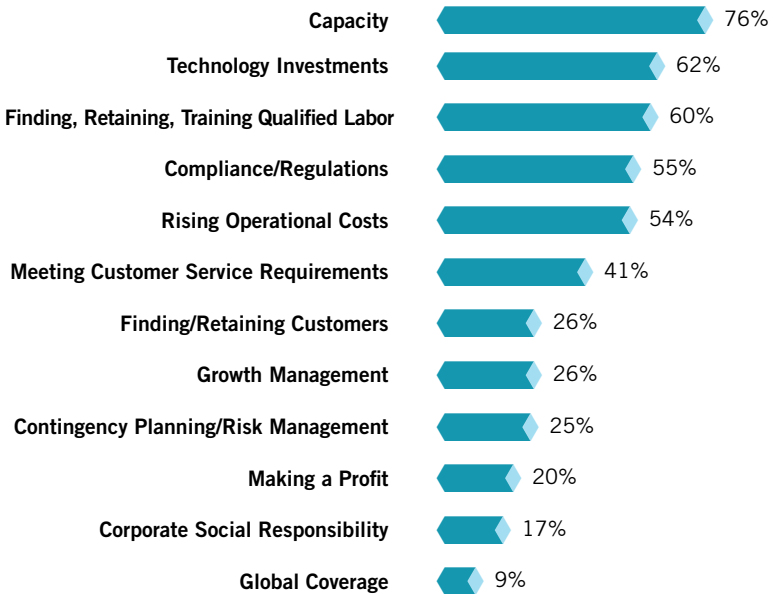 Capacity 76%
Technology Investments 62%
Finding, Retaining, Training Qualified Labor 60%
Compliance/Regulations 55%
Rising Operational Costs 54%
Meeting Customer Service Requirements 41%
Finding/Retaining Customers 26%
Growth Management 26%
Contingency Planning/Risk Management 25%
Making a Profit 20%
Corporate Social Responsibility 17%
Global Coverage 9%